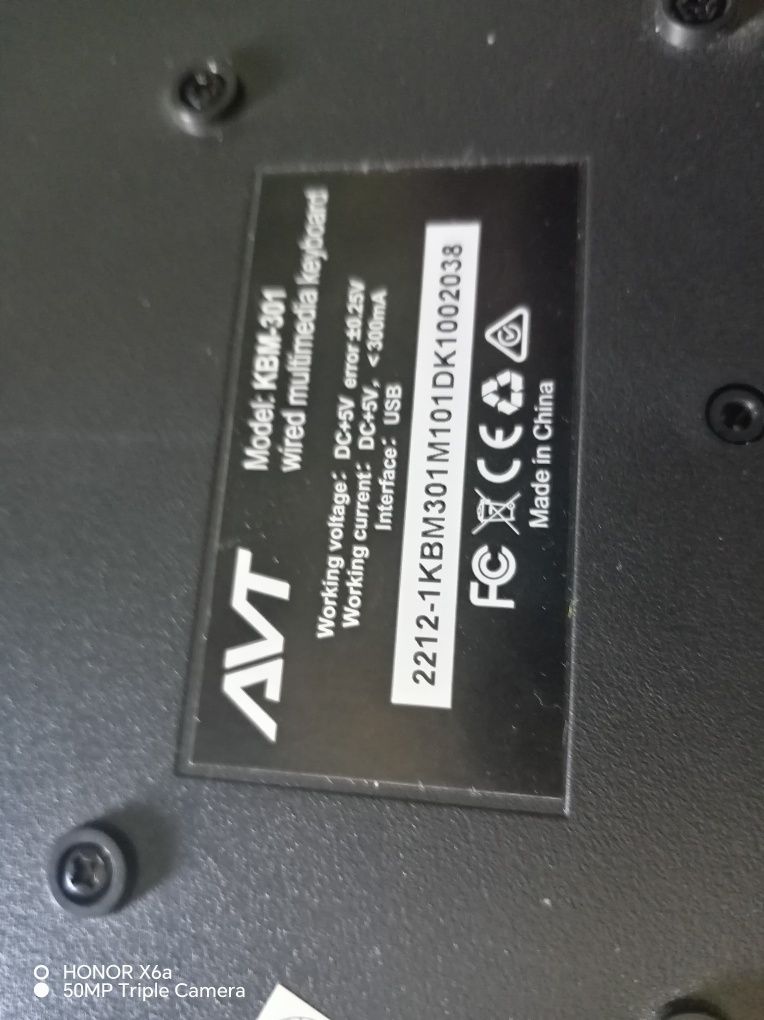 AVT
Model: KBM-301
wired multimedia keyboard
Working voltage: DC+5V error ±0.25V
Working current: DC+5V, <300mA
Interface: USB
2212-1KBM301M101DK1002038
FC CE
Made in China
HONOR X6a
50MP Triple Camera